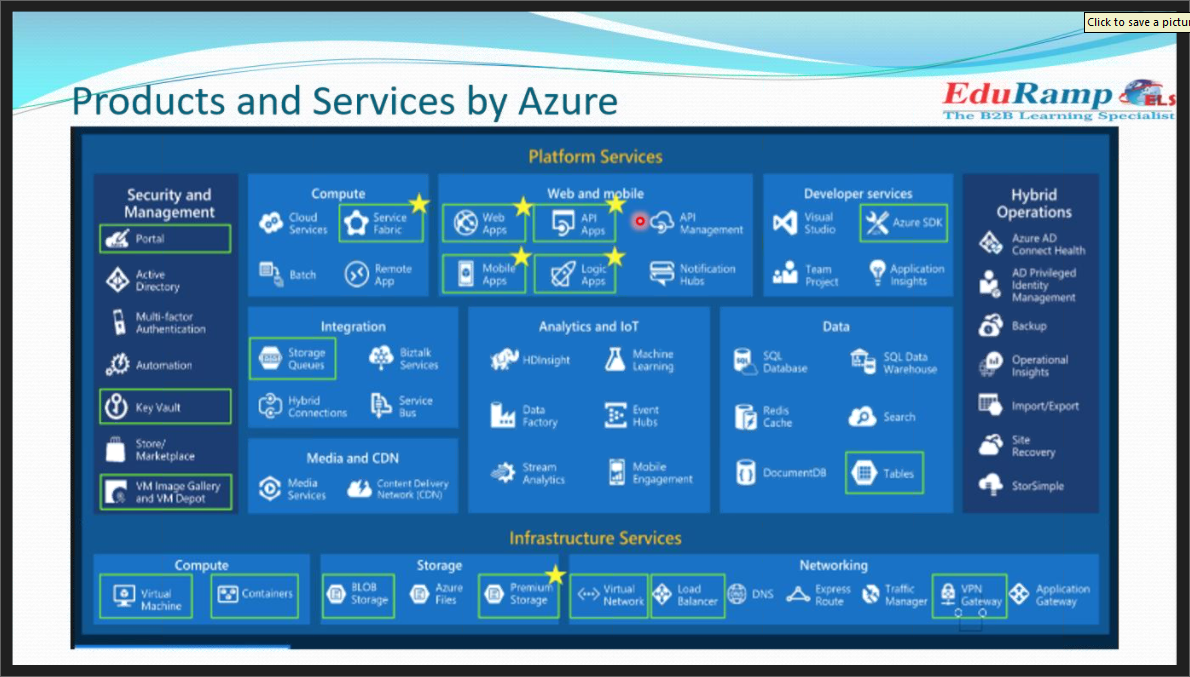 Click to save a pictu
Products and Services by Azure
EduRamp
ELS
The B2B Learning Specialist
Platform Services
Security and
Management
Portal
Active
Directory
Multi-factor
Authentication
Automation
Key Vault
Store/
Marketplace
VM Image Gallery
and VM Depot
Compute
Cloud
Services
Service
Fabric
Batch
Remote
App
Web and mobile
Web
Apps
API
Apps
API
Management
Mobile
Apps
Logic
Apps
Notification
Hubs
Developer services
Visual
Studio
Azure SDK
Team
Project
Application
Insights
Hybrid
Operations
Azure AD
Connect Health
AD Privileged
Identity
Management
Backup
Operational
Insights
Import/Export
Site
Recovery
StorSimple
Integration
Storage
Queues
Biztalk
Services
Hybrid
Connections
Service
Bus
Media and CDN
Media
Services
Content Delivery
Network (CDN)
Analytics and IoT
HDInsight
Machine
Learning
Data
Factory
Event
Hubs
Stream
Analytics
Mobile
Engagement
Data
SQL
SQL
Database
SQL Data
Warehouse
Redis
Cache
Search
DocumentDB
Tables
Infrastructure Services
Compute
Virtual
Machine
Containers
Storage
BLOB
Storage
Azure
Files
Premium
Storage
Networking
Virtual
Network
Load
Balancer
DNS
DNS
Express
Route
Traffic
Manager
VPN
Gateway
Application
Gateway